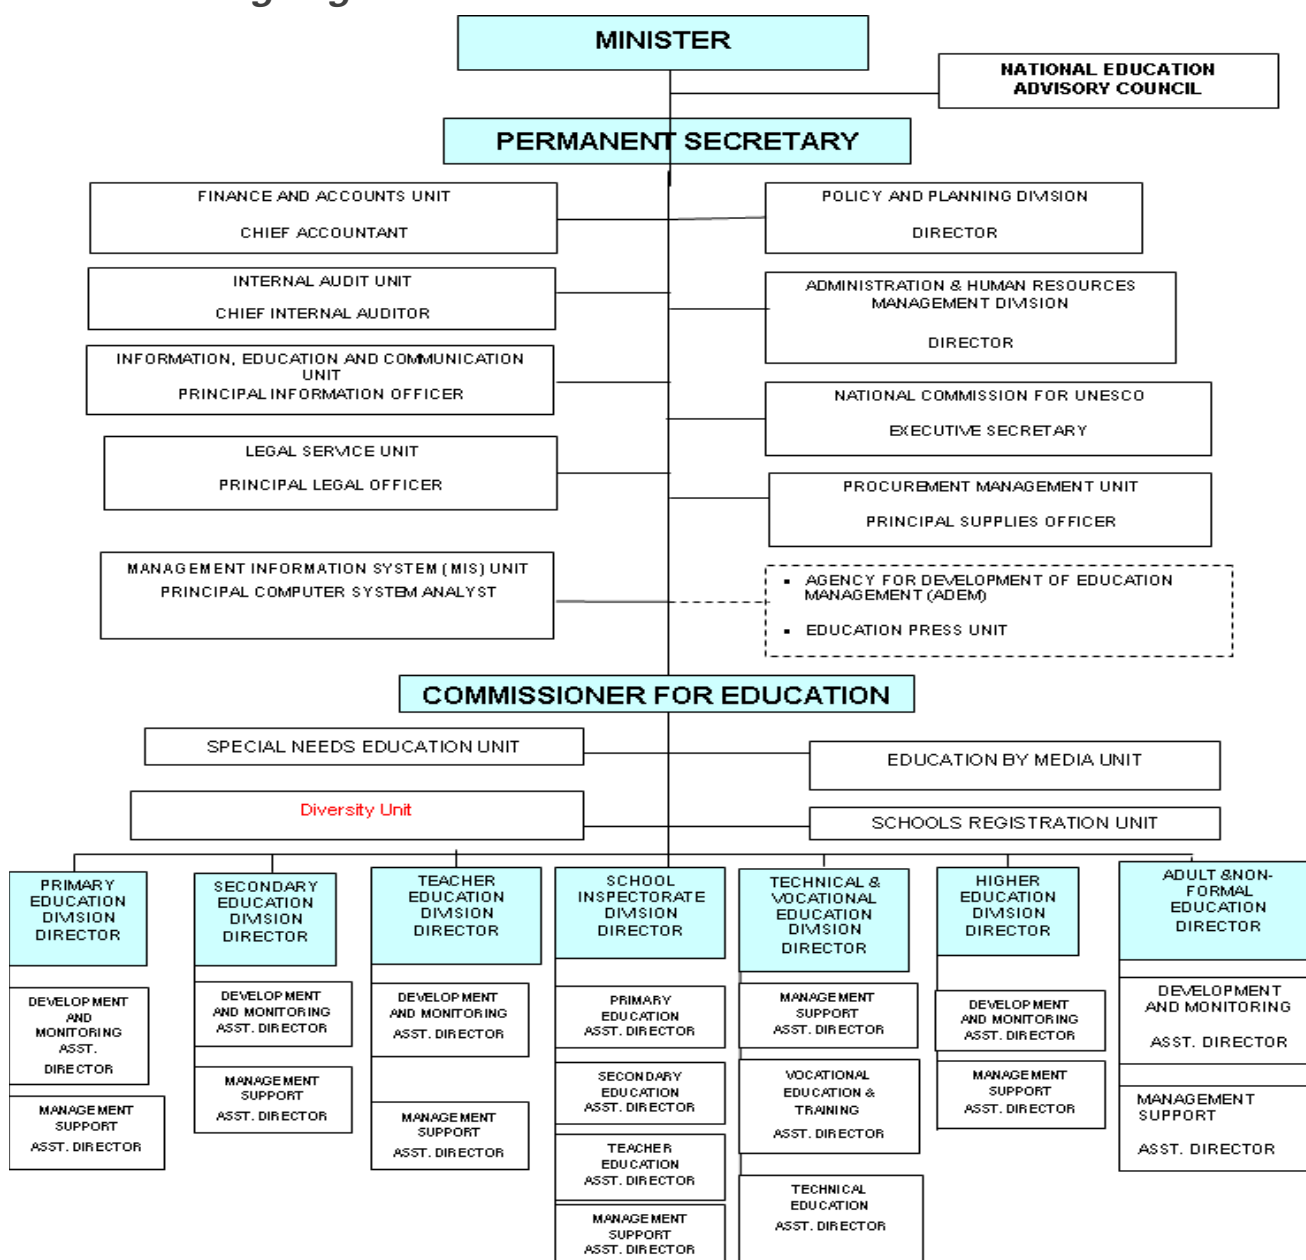 MINISTER
NATIONAL EDUCATION
ADVISORY COUNCIL
PERMANENT SECRETARY
FINANCE AND ACCOUNTS UNIT
CHIEF ACCOUNTANT
POLICY AND PLANNING DIVISION
DIRECTOR
INTERNAL AUDIT UNIT
CHIEF INTERNAL AUDITOR
ADMINISTRATION & HUMAN RESOURCES
MANAGEMENT DIVISION
DIRECTOR
INFORMATION, EDUCATION AND COMMUNICATION
UNIT
PRINCIPAL INFORMATION OFFICER
NATIONAL COMMISSION FOR UNESCO
EXECUTIVE SECRETARY
LEGAL SERVICE UNIT
PRINCIPAL LEGAL OFFICER
PROCUREMENT MANAGEMENT UNIT
PRINCIPAL SUPPLIES OFFICER
MANAGEMENT INFORMATION SYSTEM (MIS) UNIT
PRINCIPAL COMPUTER SYSTEM ANALYST
▪ AGENCY FOR DEVELOPMENT OF EDUCATION
MANAGEMENT (ADEM)
▪ EDUCATION PRESS UNIT
COMMISSIONER FOR EDUCATION
SPECIAL NEEDS EDUCATION UNIT
EDUCATION BY MEDIA UNIT
Diversity Unit
SCHOOLS REGISTRATION UNIT
PRIMARY
EDUCATION
DIVISION
DIRECTOR
DEVELOPMENT
AND
MONITORING
ASST.
DIRECTOR
MANAGEMENT
SUPPORT
ASST. DIRECTOR
SECONDARY
EDUCATION
DIVISION
DIRECTOR
DEVELOPMENT
AND MONITORING
ASST. DIRECTOR
MANAGEMENT
SUPPORT
ASST. DIRECTOR
TEACHER
EDUCATION
DIVISION
DIRECTOR
DEVELOPMENT
AND MONITORING
ASST. DIRECTOR
MANAGEMENT
SUPPORT
ASST. DIRECTOR
SCHOOL
INSPECTORATE
DIVISION
DIRECTOR
PRIMARY
EDUCATION
ASST. DIRECTOR
SECONDARY
EDUCATION
ASST. DIRECTOR
TEACHER
EDUCATION
ASST. DIRECTOR
MANAGEMENT
SUPPORT
ASST. DIRECTOR
TECHNICAL &
VOCATIONAL
EDUCATION
DIVISION
DIRECTOR
MANAGEMENT
SUPPORT
ASST. DIRECTOR
VOCATIONAL
EDUCATION &
TRAINING
ASST. DIRECTOR
TECHNICAL
EDUCATION
ASST. DIRECTOR
HIGHER
EDUCATION
DIVISION
DIRECTOR
DEVELOPMENT
AND MONITORING
ASST. DIRECTOR
MANAGEMENT
SUPPORT
ASST. DIRECTOR
ADULT &NON-
FORMAL
EDUCATION
DIRECTOR
DEVELOPMENT
AND MONITORING
ASST. DIRECTOR
MANAGEMENT
SUPPORT
ASST. DIRECTOR